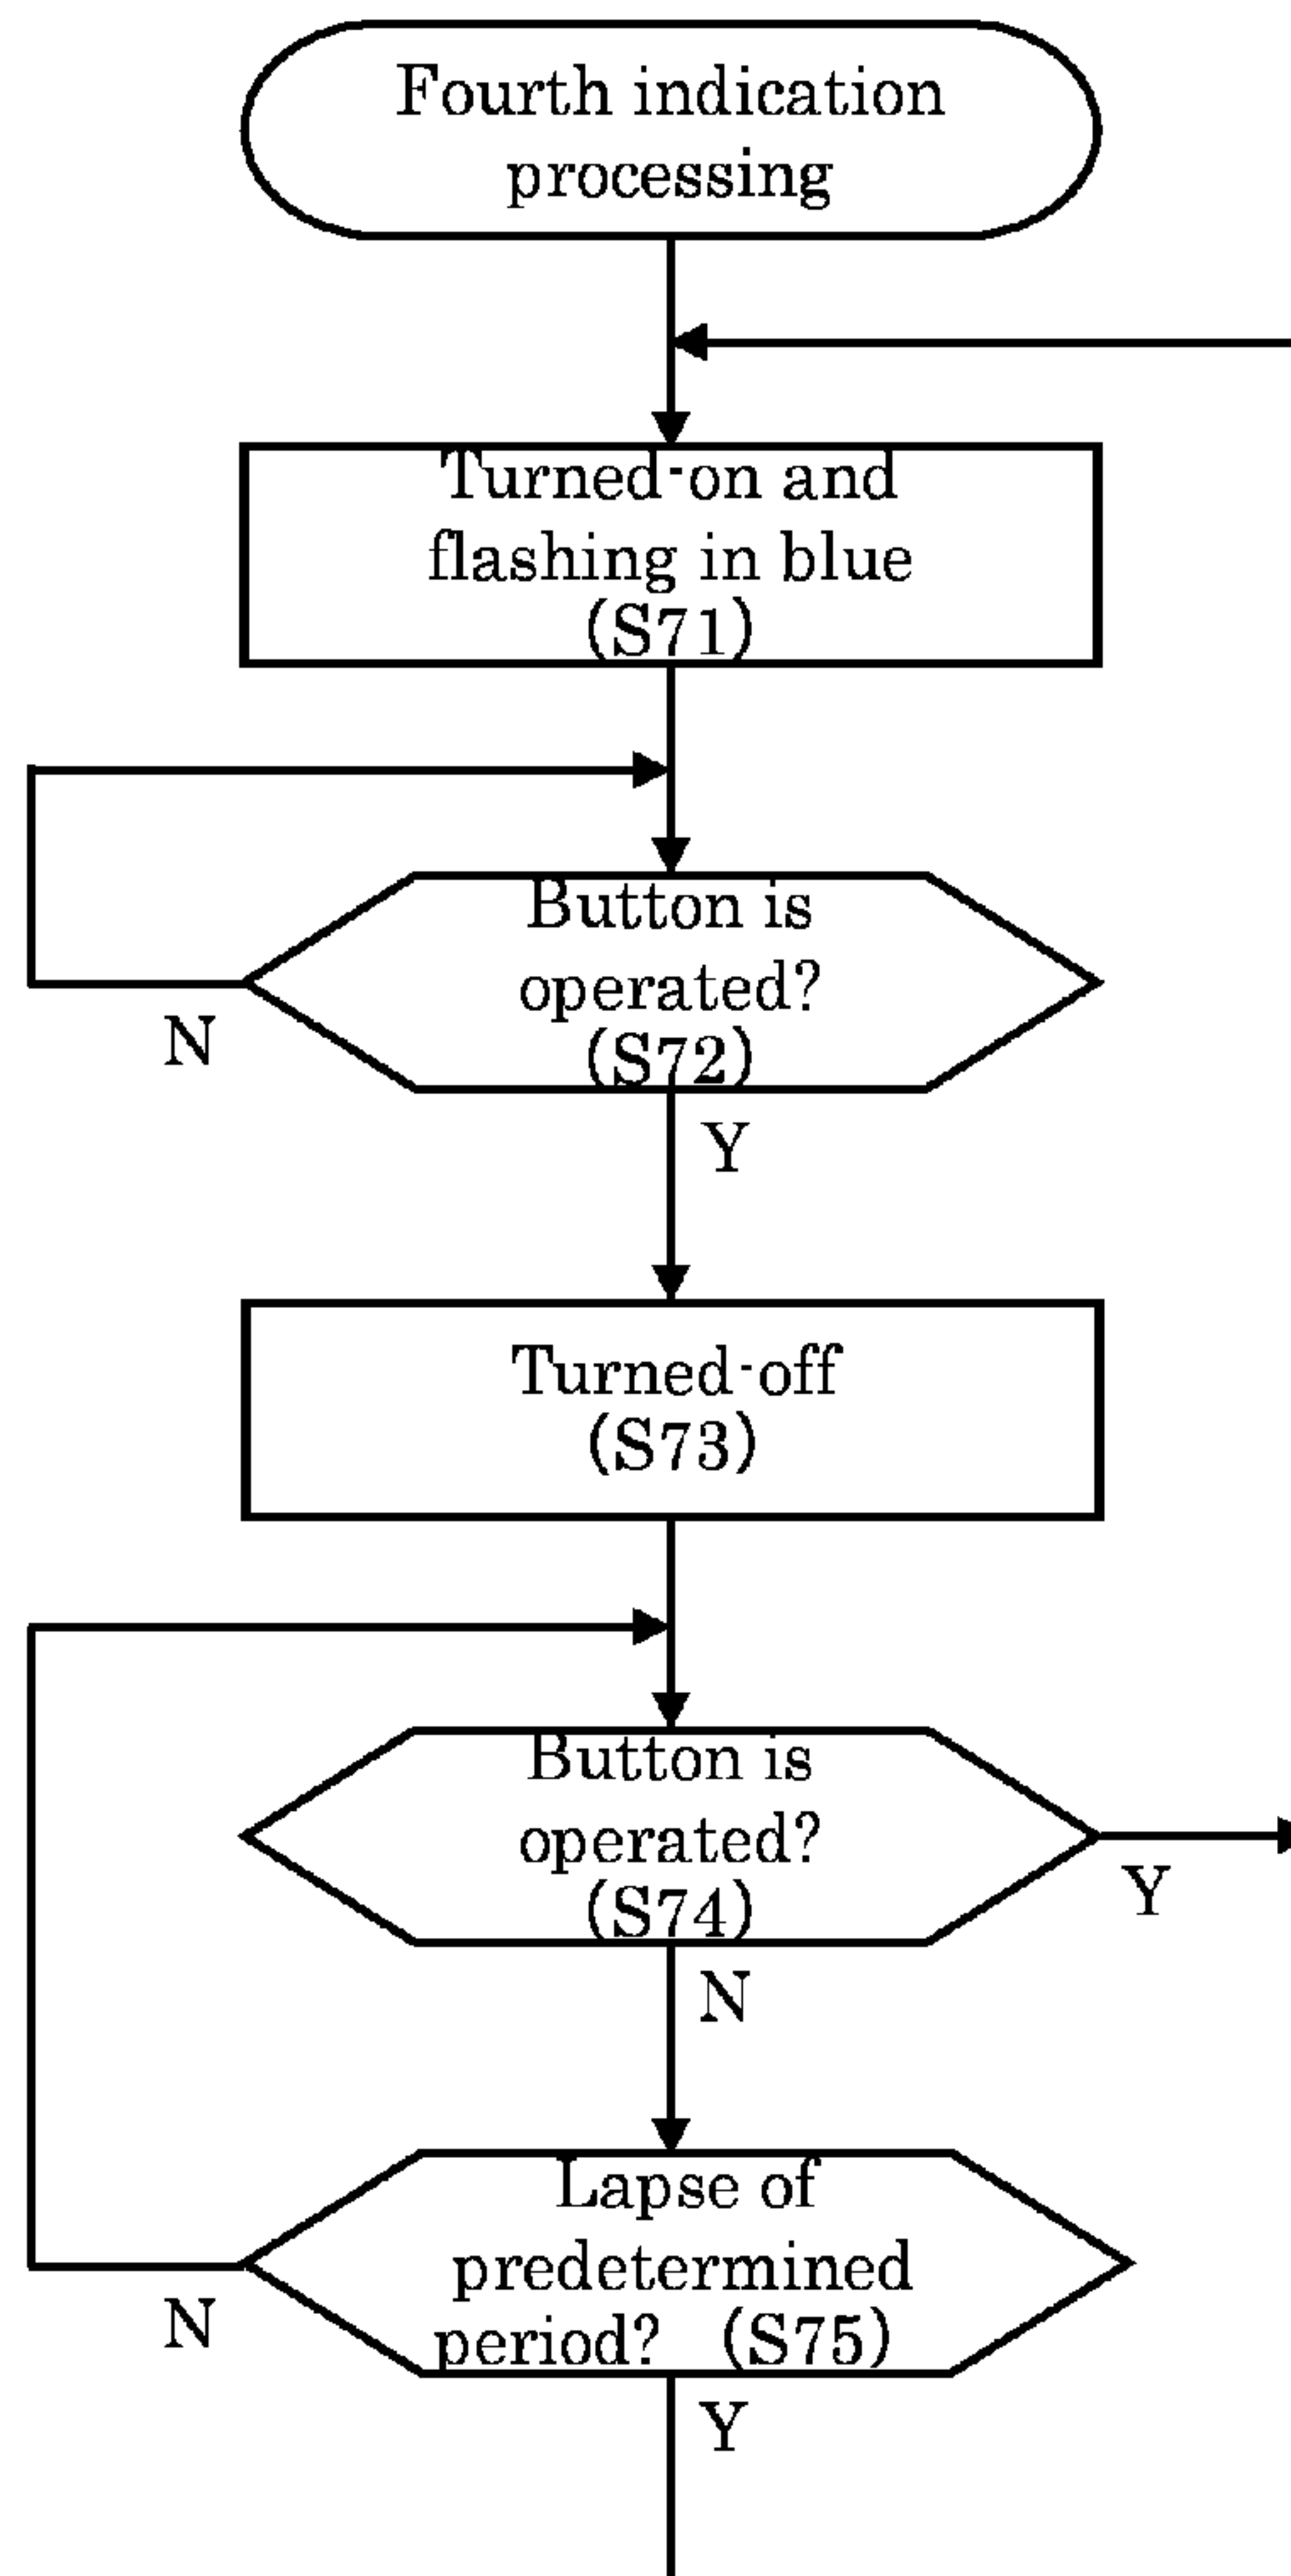 Fourth indication
processing
Turned-on and
flashing in blue
(S71)
Button is
operated?
(S72)
N
Y
Turned-off
(S73)
Button is
operated?
(S74)
Y
N
Lapse of
predetermined
period? (S75)
N
Y